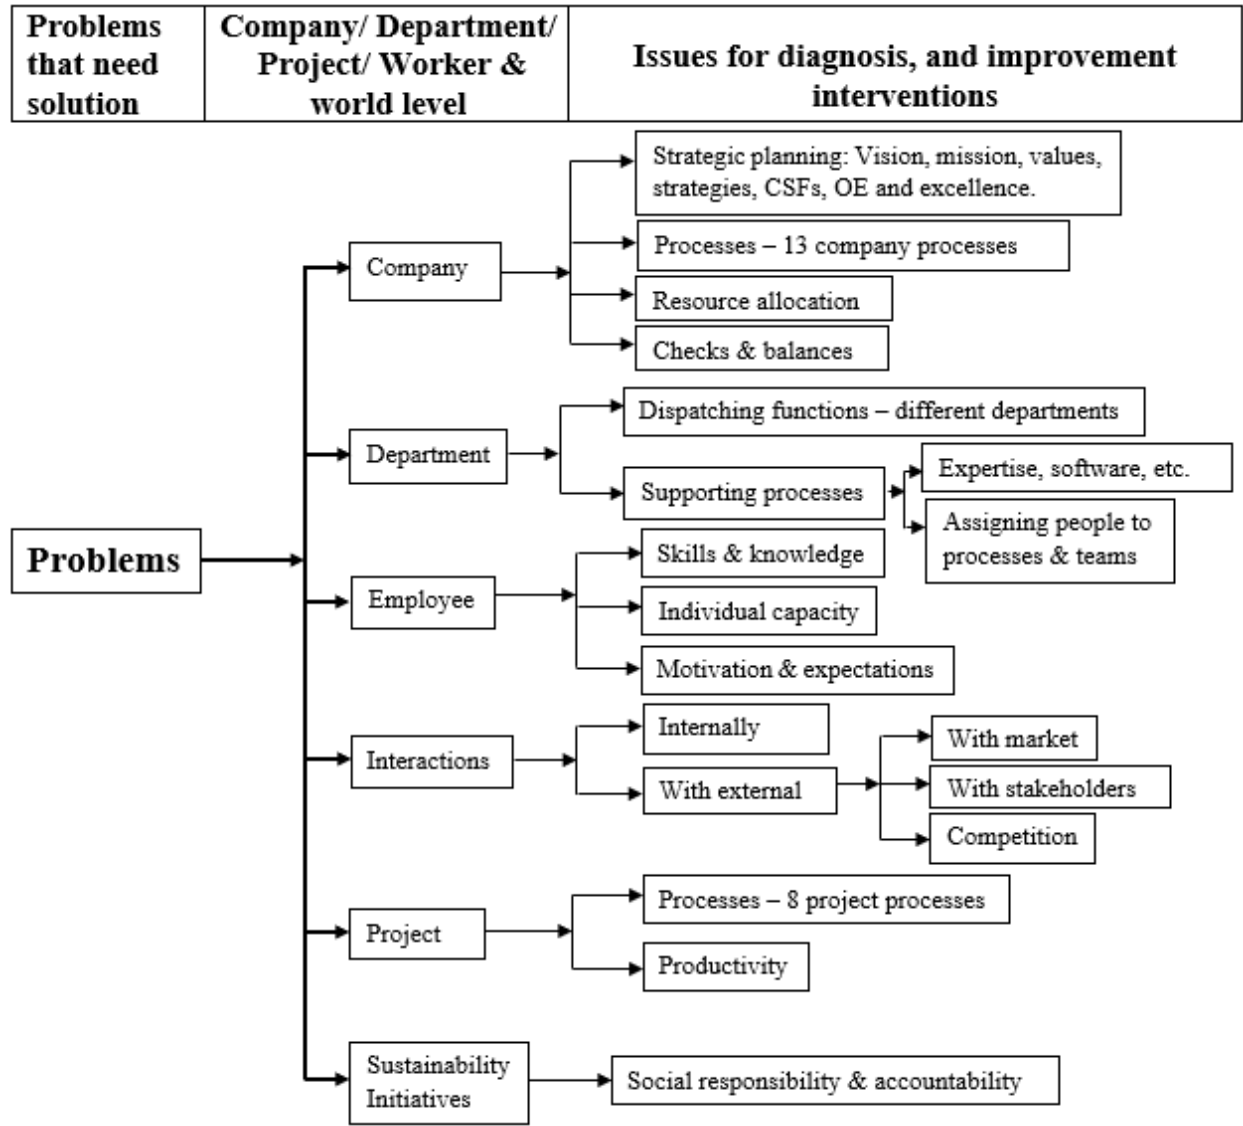 Problems
that need
solution
Company/ Department/
Project/ Worker &
world level
Issues for diagnosis, and improvement
interventions
Strategic planning: Vision, mission, values,
strategies, CSFs, OE and excellence.
Processes – 13 company processes
Company
Resource allocation
Checks & balances
Dispatching functions – different departments
Department
Supporting processes
Expertise, software, etc.
Assigning people to
processes & teams
Problems
Skills & knowledge
Employee
Individual capacity
Motivation & expectations
Internally
Interactions
With external
With market
With stakeholders
Competition
Processes – 8 project processes
Project
Productivity
Sustainability
Initiatives
Social responsibility & accountability